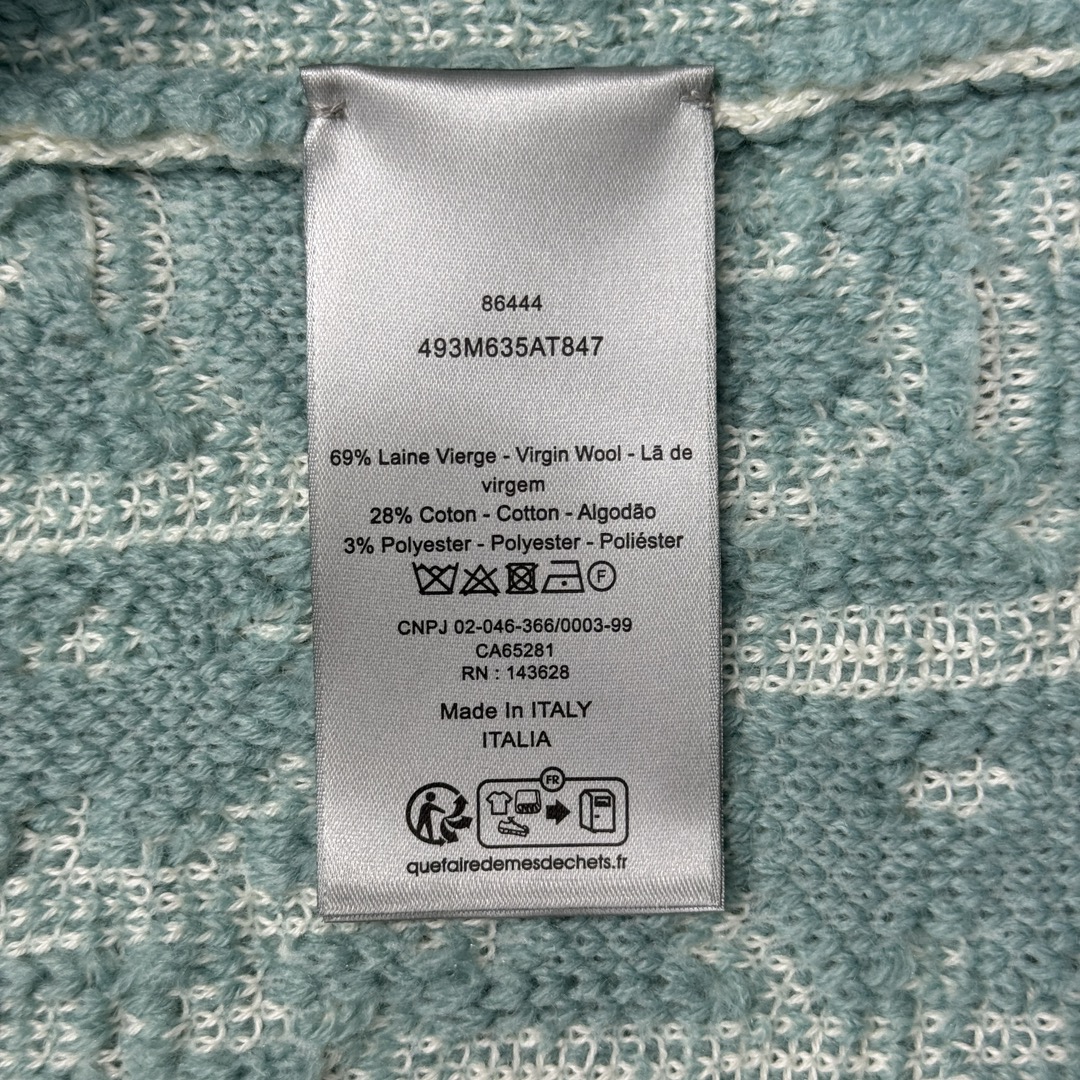 86444
493M635AT847
69% Laine Vierge - Virgin Wool - Lã de
virgem
28% Coton - Cotton - Algodão
3% Polyester - Polyester - Poliéster
F
CNPJ 02-046-366/0003-99
CA65281
RN : 143628
Made In ITALY
ITALIA
FR
quefairedemesdechets.fr